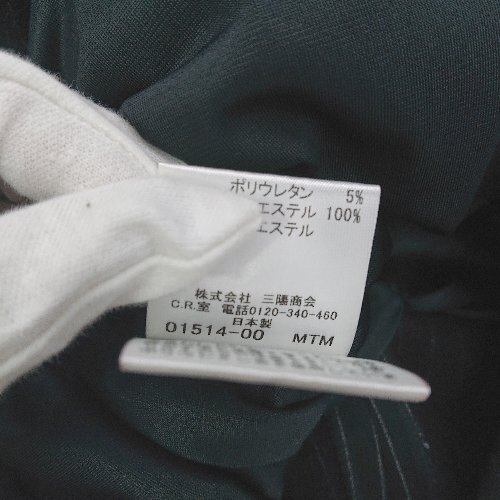 ポリウレタン 5%
エステル 100%
エステル
株式会社 三陽商会
C.R.室 電話0120-340-460
日本製
01514-00 MTM